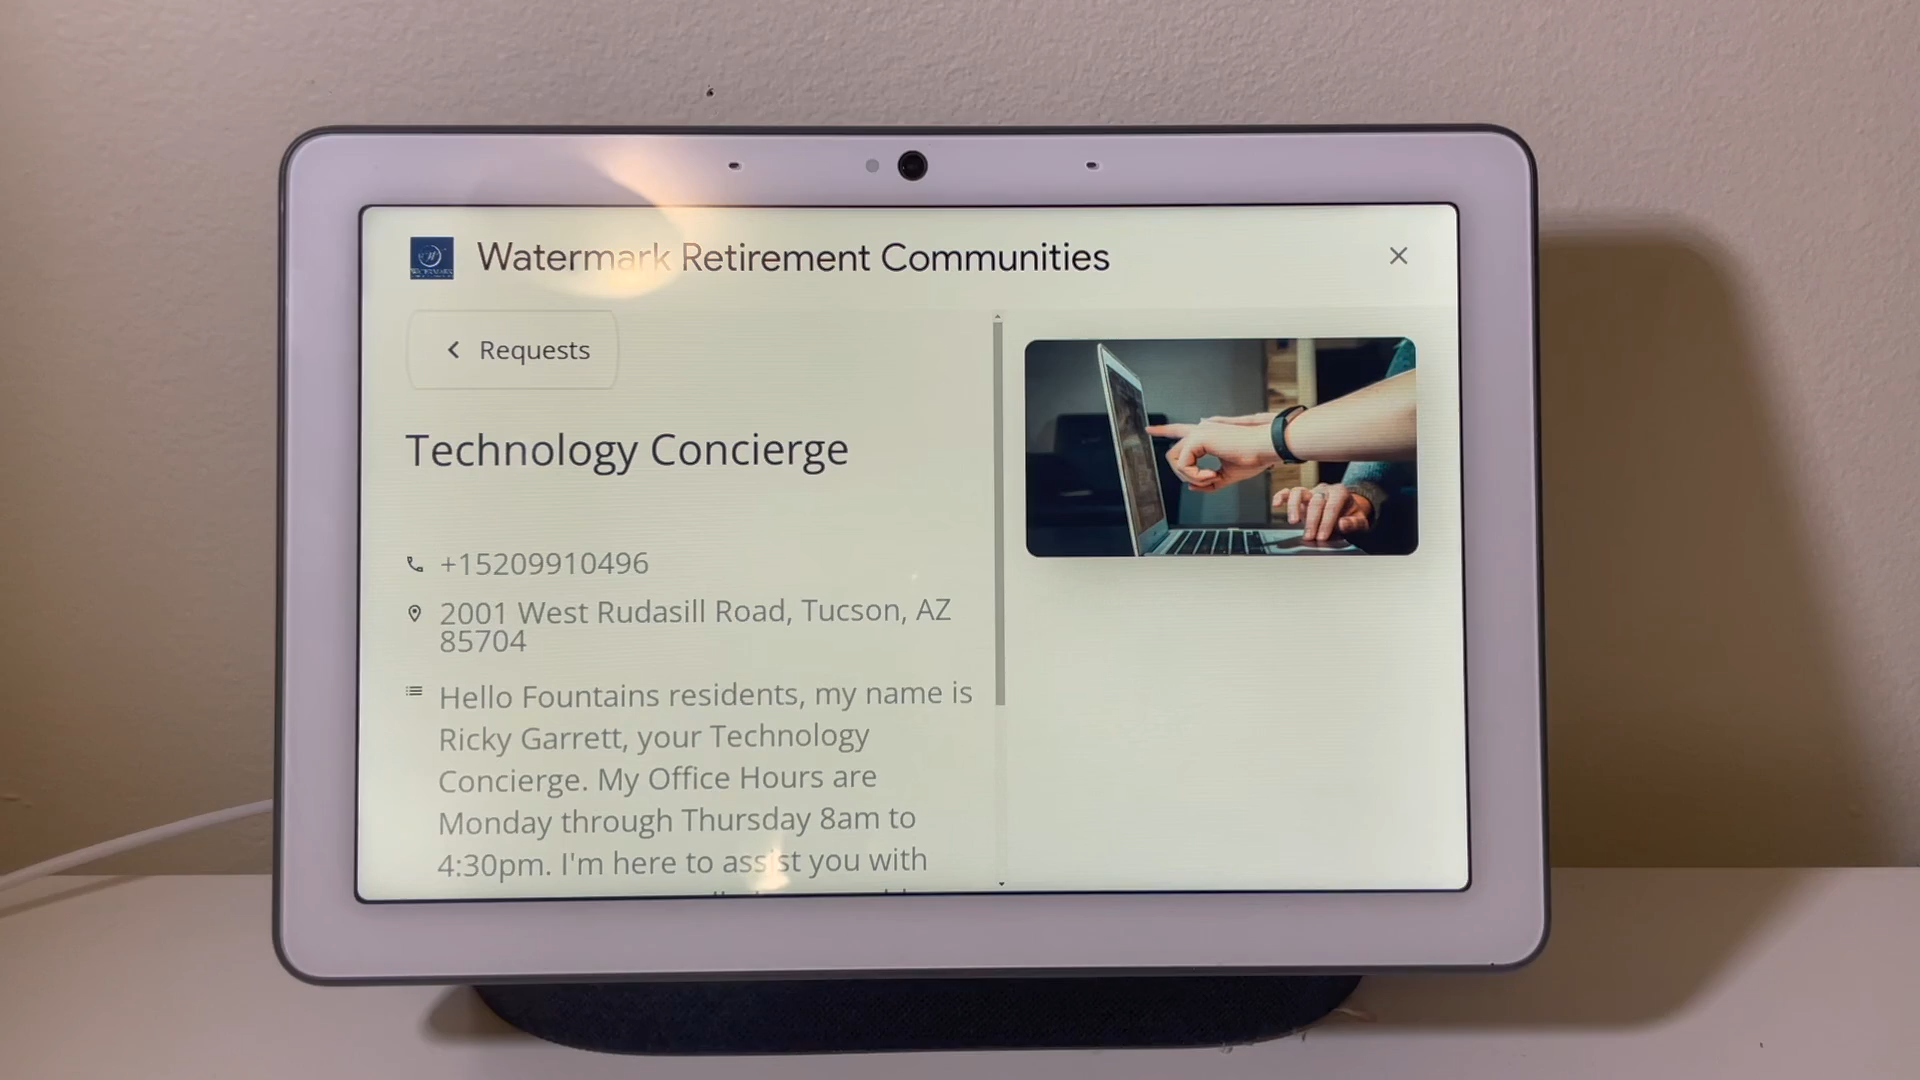 Watermark Retirement Communities
Requests
Technology Concierge
+15209910496
2001 West Rudasill Road, Tucson, AZ
85704
Hello Fountains residents, my name is
Ricky Garrett, your Technology
Concierge. My Office Hours are
Monday through Thursday 8am to
4:30pm. I'm here to assist you with